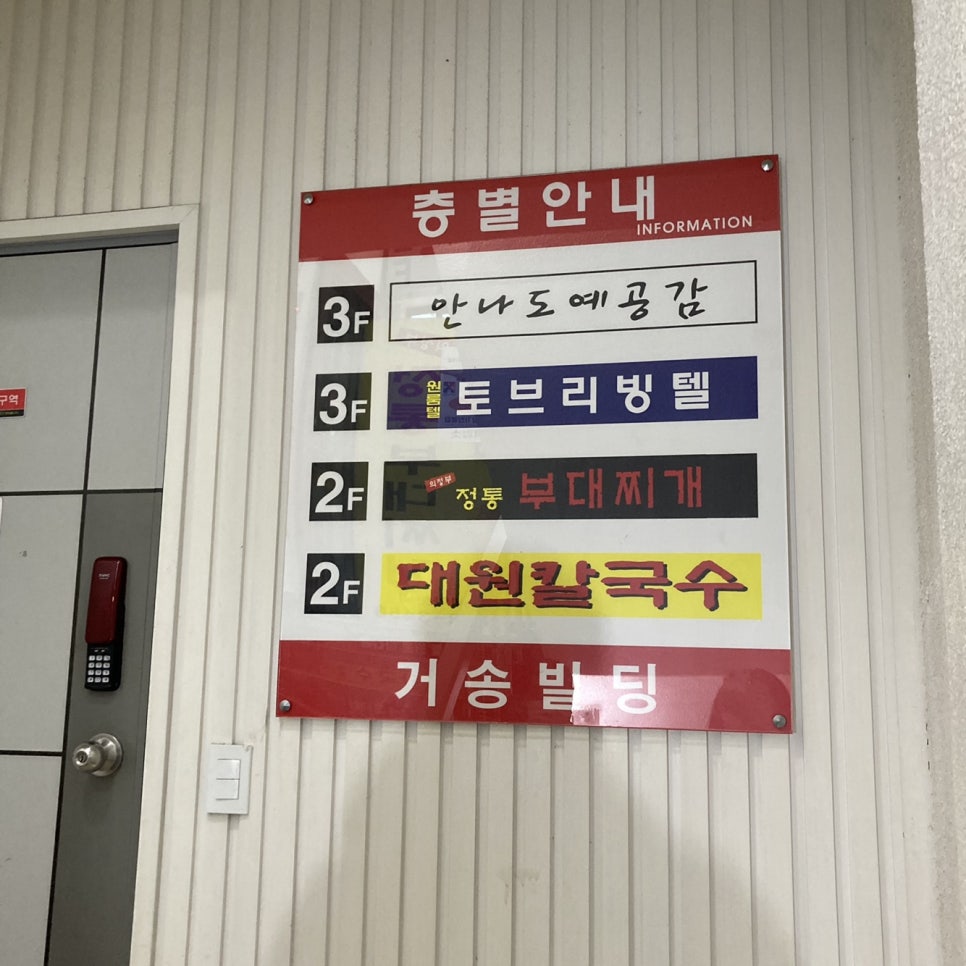 층별안내
INFORMATION
3F 안나도예공감
3F 원룸텔 토브리빙텔
2F 의정부 정통 부대찌개
2F 대원칼국수
거송빌딩
구역